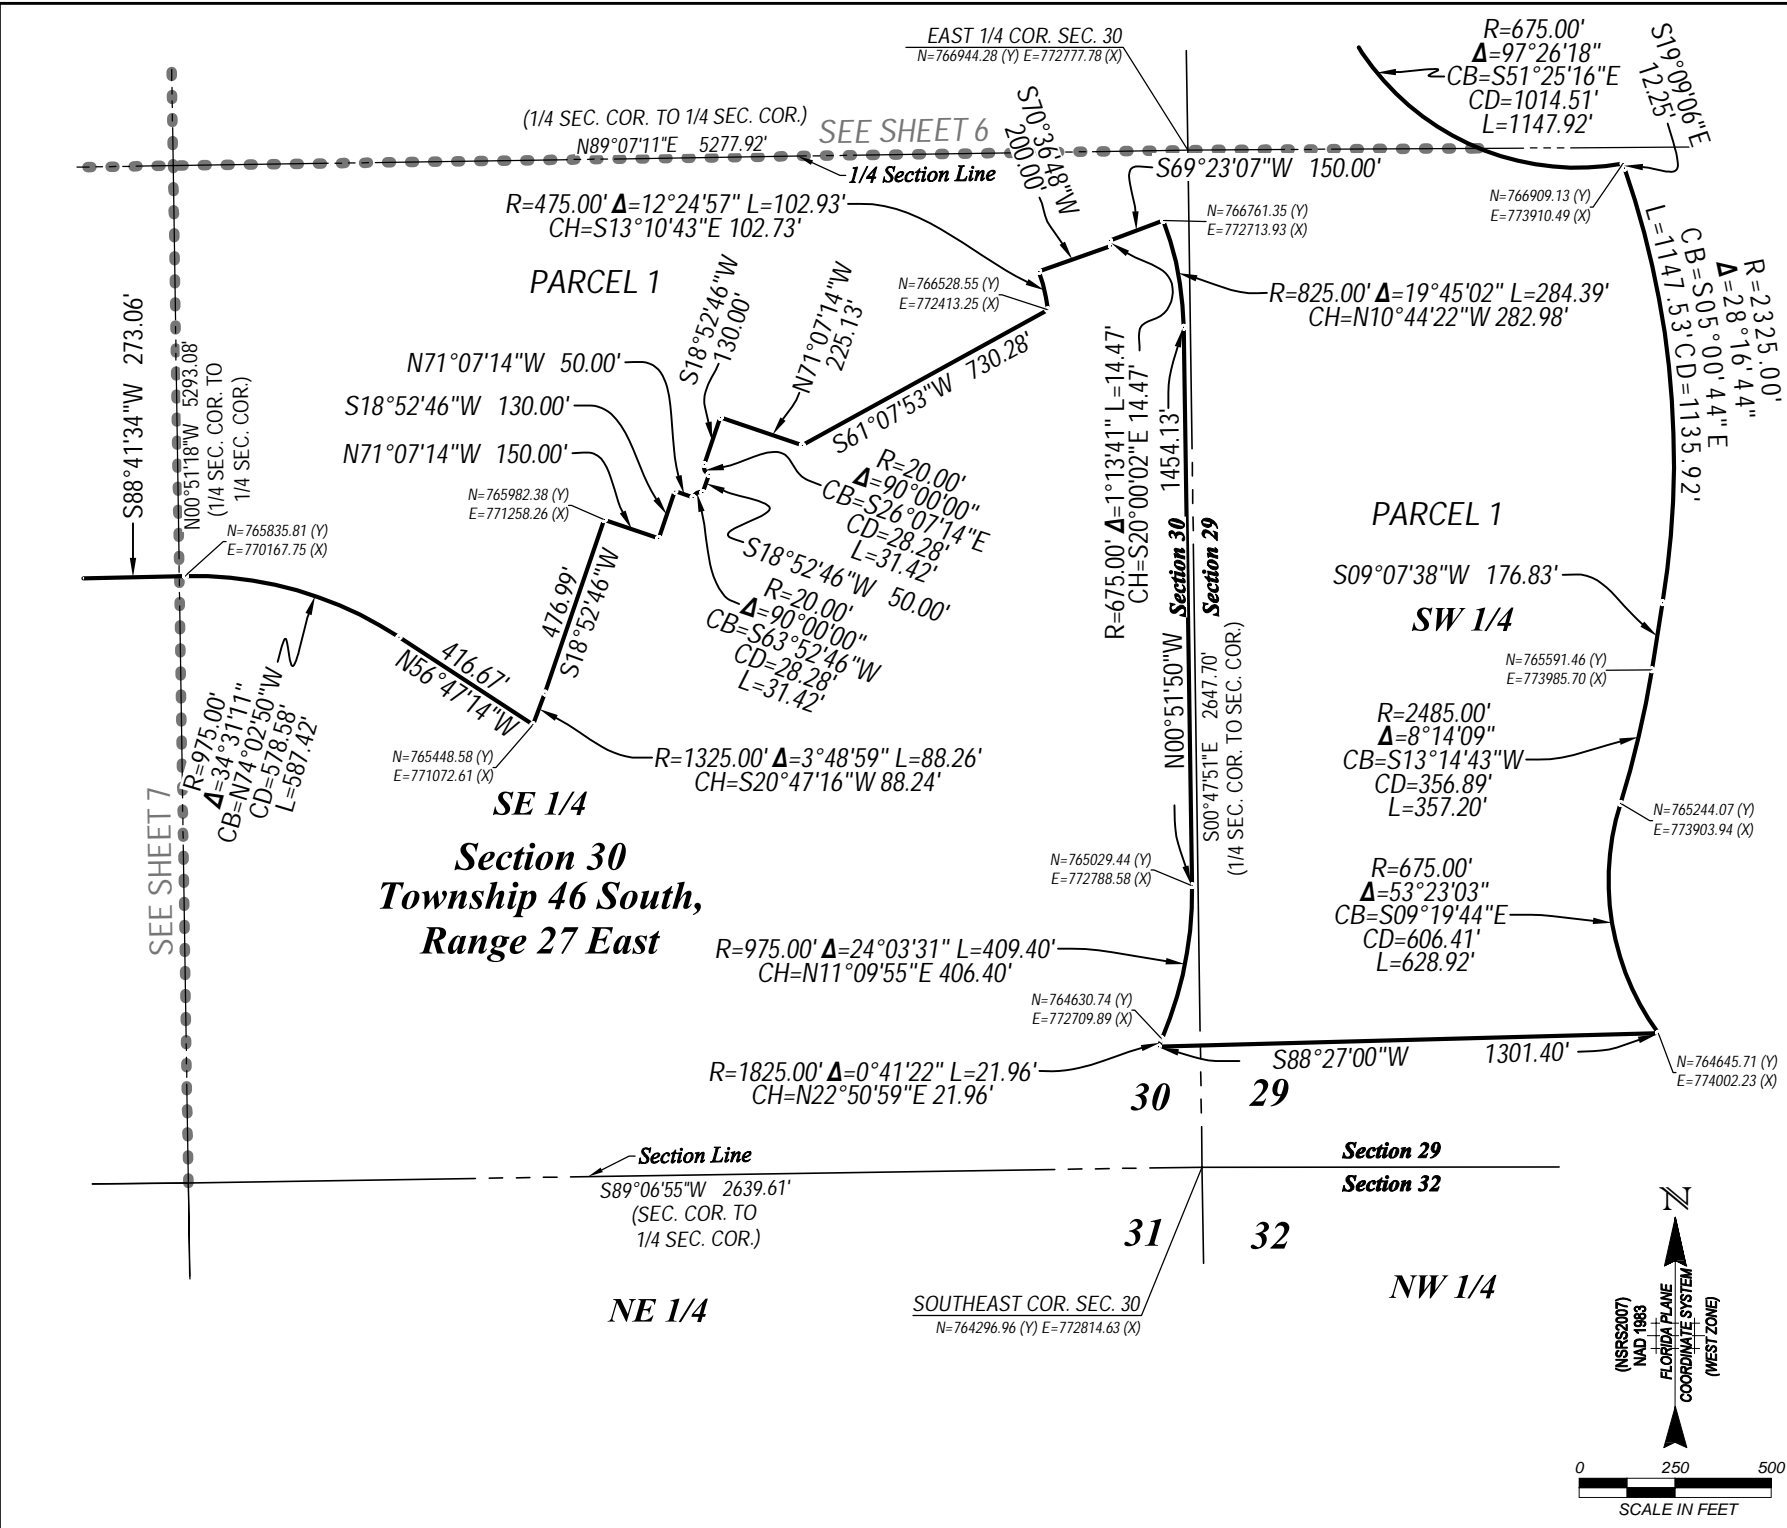 EAST 1/4 COR. SEC. 30
N=766944.28 (Y) E=772777.78 (X)
R=675.00'
Δ=97°26'18"
CB=S51°25'16"E
CD=1014.51'
L=1147.92'
S19°09'06"E
12.25'
(1/4 SEC. COR. TO 1/4 SEC. COR.)
N89°07'11"E 5277.92'
SEE SHEET 6
1/4 Section Line
S70°36'48"W
200.00'
S69°23'07"W 150.00'
N=766909.13 (Y)
E=773910.49 (X)
R=475.00' Δ=12°24'57" L=102.93'
CH=S13°10'43"E 102.73'
N=766761.35 (Y)
E=772713.93 (X)
PARCEL 1
N=766528.55 (Y)
E=772413.25 (X)
R=825.00' Δ=19°45'02" L=284.39'
CH=N10°44'22"W 282.98'
R=2325.00'
Δ=28°16'44"
CB=S05°00'44"E
CD=1135.92'
L=1147.53'
S88°41'34"W 273.06'
N00°51'18"W 5293.08'
(1/4 SEC. COR. TO
1/4 SEC. COR.)
S18°52'46"W
130.00'
N71°07'14"W
225.13'
N71°07'14"W 50.00'
S18°52'46"W 130.00'
N71°07'14"W 150.00'
S61°07'53"W 730.28'
R=675.00' Δ=1°13'41" L=14.47'
CH=S20°00'02"E 14.47'
1454.13'
N00°51'50"W
Section 30
Section 29
N=765982.38 (Y)
E=771258.26 (X)
R=20.00'
Δ=90°00'00"
CB=S26°07'14"E
CD=28.28'
L=31.42'
PARCEL 1
N=765835.81 (Y)
E=770167.75 (X)
S18°52'46"W 50.00'
R=20.00'
Δ=90°00'00"
CB=S63°52'46"W
CD=28.28'
L=31.42'
S09°07'38"W 176.83'
SW 1/4
476.99'
S18°52'46"W
416.67'
N56°47'14"W
S00°47'51"E 2647.70'
(1/4 SEC. COR. TO SEC. COR.)
N=765591.46 (Y)
E=773985.70 (X)
R=975.00'
Δ=34°31'11"
CB=N74°02'50"W
CD=578.58'
L=587.42'
N=765448.58 (Y)
E=771072.61 (X)
R=1325.00' Δ=3°48'59" L=88.26'
CH=S20°47'16"W 88.24'
R=2485.00'
Δ=8°14'09"
CB=S13°14'43"W
CD=356.89'
L=357.20'
SE 1/4
N=765244.07 (Y)
E=773903.94 (X)
SEE SHEET 7
Section 30
Township 46 South,
Range 27 East
N=765029.44 (Y)
E=772788.58 (X)
R=675.00'
Δ=53°23'03"
CB=S09°19'44"E
CD=606.41'
L=628.92'
R=975.00' Δ=24°03'31" L=409.40'
CH=N11°09'55"E 406.40'
N=764630.74 (Y)
E=772709.89 (X)
S88°27'00"W 1301.40'
N=764645.71 (Y)
E=774002.23 (X)
R=1825.00' Δ=0°41'22" L=21.96'
CH=N22°50'59"E 21.96'
30 29
Section Line
S89°06'55"W 2639.61'
(SEC. COR. TO
1/4 SEC. COR.)
Section 29
Section 32
31 32
NE 1/4
NW 1/4
SOUTHEAST COR. SEC. 30
N=764296.96 (Y) E=772814.63 (X)
N
(NSRS2007)
NAD 1983
FLORIDA PLANE
COORDINATE SYSTEM
(WEST ZONE)
0 250 500
SCALE IN FEET